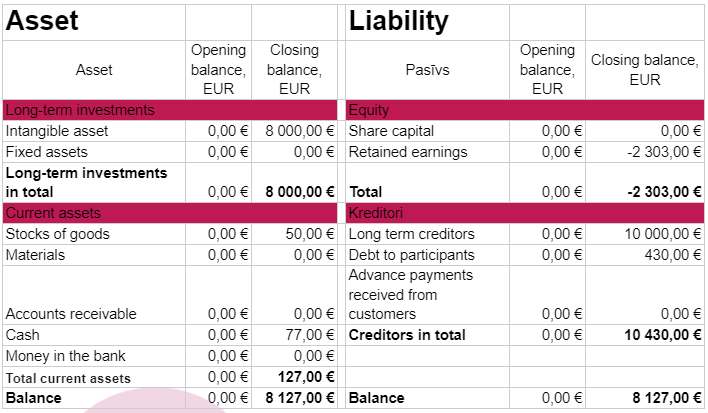 Asset Liability
Asset Opening balance, EUR Closing balance, EUR Pasīvs Opening balance, EUR Closing balance, EUR
Long-term investments Equity
Intangible asset 0,00 € 8 000,00 € Share capital 0,00 € 0,00 €
Fixed assets 0,00 € 0,00 € Retained earnings 0,00 € -2 303,00 €
Long-term investments in total 0,00 € 8 000,00 € Total 0,00 € -2 303,00 €
Current assets Kreditori
Stocks of goods 0,00 € 50,00 € Long term creditors 0,00 € 10 000,00 €
Materials 0,00 € 0,00 € Debt to participants 0,00 € 430,00 €
Accounts receivable 0,00 € 0,00 € Advance payments received from customers 0,00 € 0,00 €
Cash 0,00 € 77,00 € Creditors in total 0,00 € 10 430,00 €
Money in the bank 0,00 € 0,00 €
Total current assets 0,00 € 127,00 €
Balance 0,00 € 8 127,00 € Balance 0,00 € 8 127,00 €